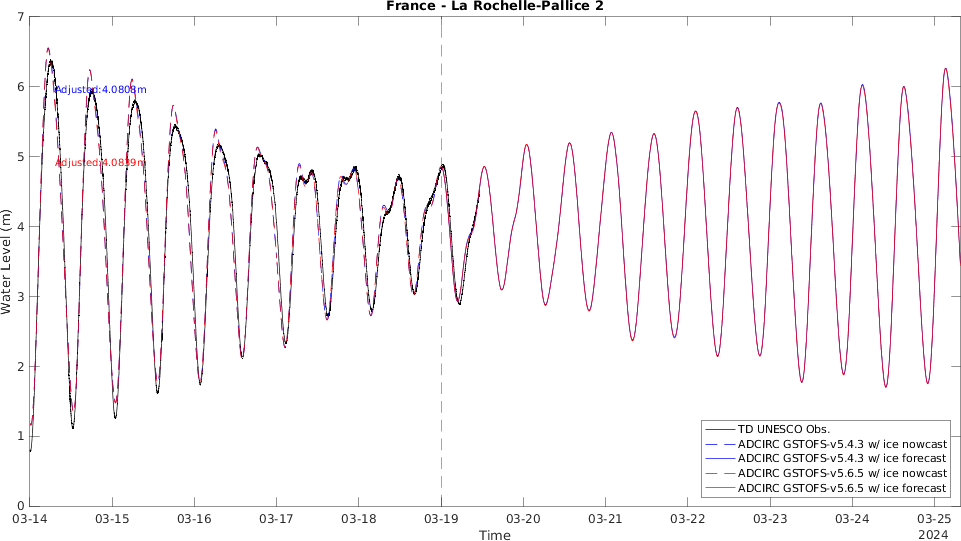 France - La Rochelle-Pallice 2
7
6
5
4
3
2
1
0
Water Level (m)
Adjusted:4.0808m
Adjusted:4.0839m
TD UNESCO Obs.
ADCIRC GSTOFS-v5.4.3 w/ ice nowcast
ADCIRC GSTOFS-v5.4.3 w/ ice forecast
ADCIRC GSTOFS-v5.6.5 w/ ice nowcast
ADCIRC GSTOFS-v5.6.5 w/ ice forecast
03-14 03-15 03-16 03-17 03-18 03-19 03-20 03-21 03-22 03-23 03-24 03-25
Time
2024